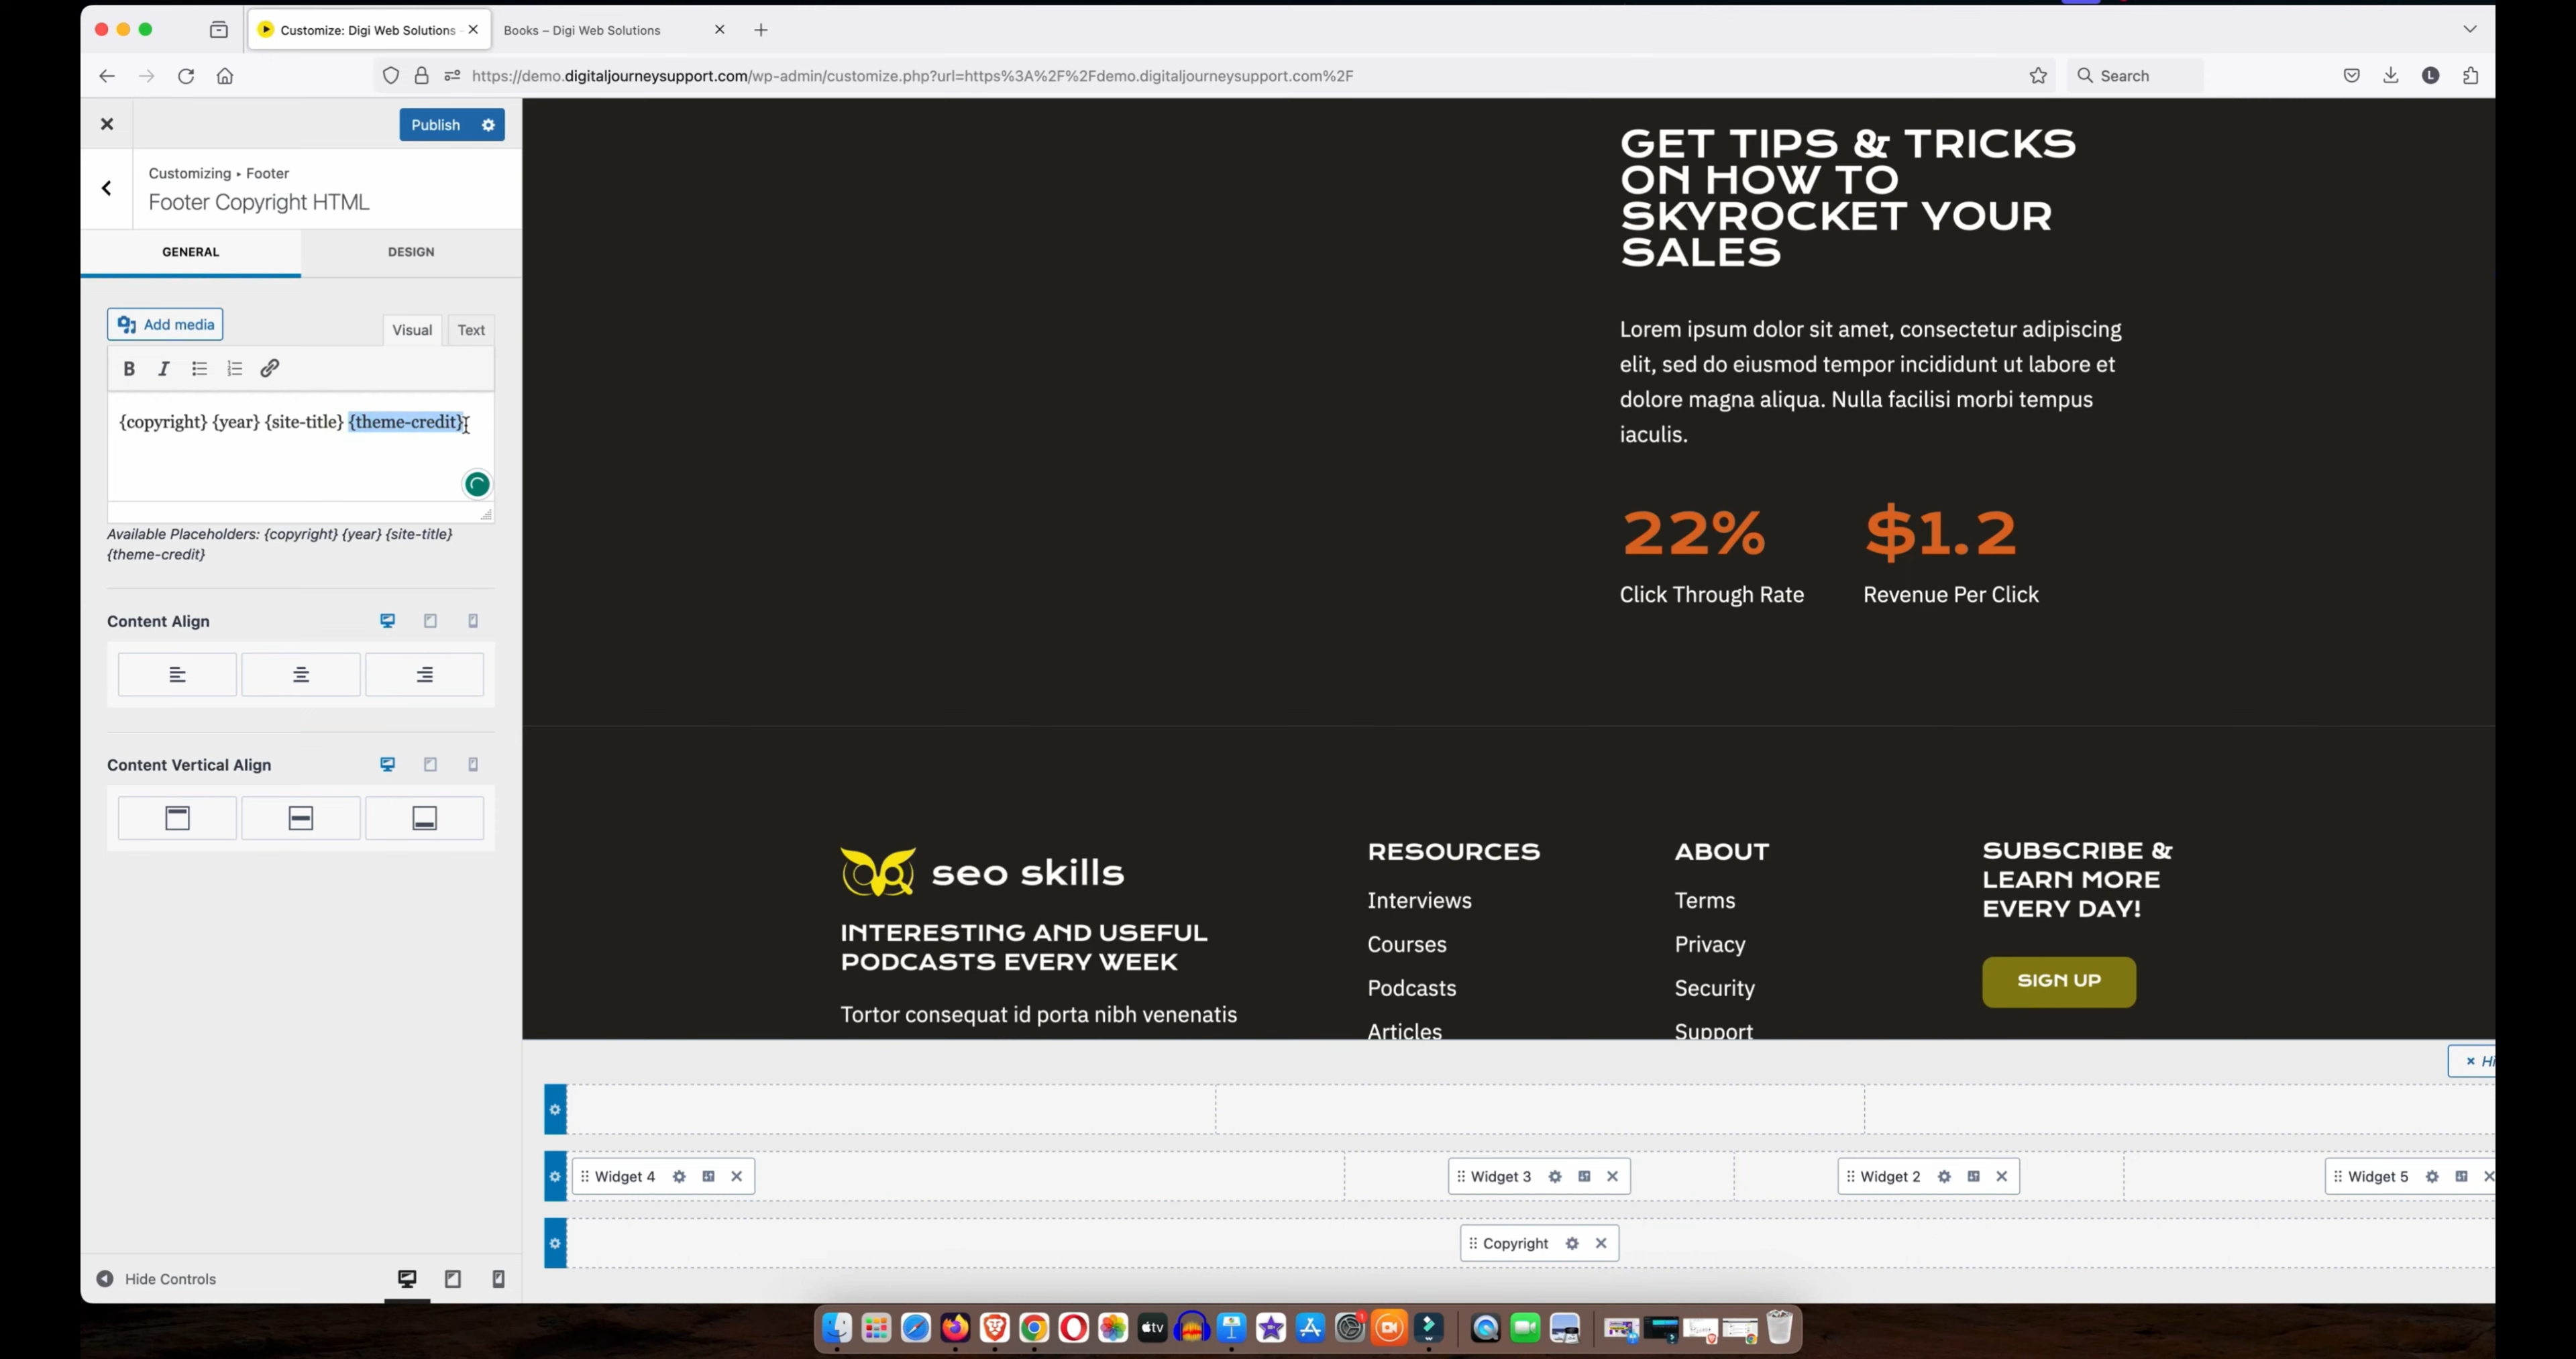 Customize: Digi Web Solutions
Books – Digi Web Solutions
https://demo.digitaljourneysupport.com/wp-admin/customize.php?url=https%3A%2F%2Fdemo.digitaljourneysupport.com%2F
Search
L
Publish
Customizing ▸ Footer
Footer Copyright HTML
GENERAL
DESIGN
Add media
Visual
Text
B I
{copyright} {year} {site-title} {theme-credit}
Available Placeholders: {copyright} {year} {site-title}
{theme-credit}
Content Align
Content Vertical Align
Hide Controls
GET TIPS & TRICKS
ON HOW TO
SKYROCKET YOUR
SALES
Lorem ipsum dolor sit amet, consectetur adipiscing
elit, sed do eiusmod tempor incididunt ut labore et
dolore magna aliqua. Nulla facilisi morbi tempus
iaculis.
22%
Click Through Rate
$1.2
Revenue Per Click
seo skills
INTERESTING AND USEFUL
PODCASTS EVERY WEEK
Tortor consequat id porta nibh venenatis
RESOURCES
Interviews
Courses
Podcasts
Articles
ABOUT
Terms
Privacy
Security
Support
SUBSCRIBE &
LEARN MORE
EVERY DAY!
SIGN UP
Widget 4
Widget 3
Widget 2
Widget 5
Copyright
tv
1